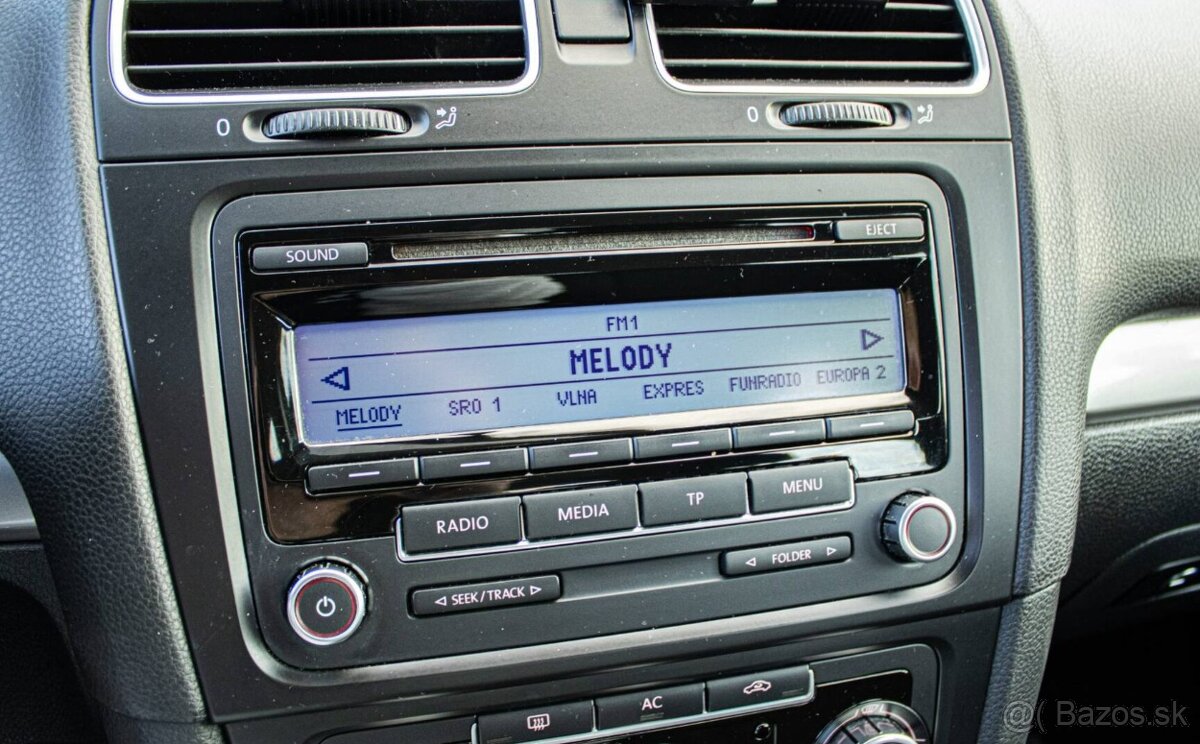 0 0
SOUND EJECT
FM1
MELODY
MELODY SRO 1 VLNA EXPRES FUNRADIO EUROPA 2
RADIO MEDIA TP MENU
SEEK/TRACK FOLDER
AC
@( Bazos.sk